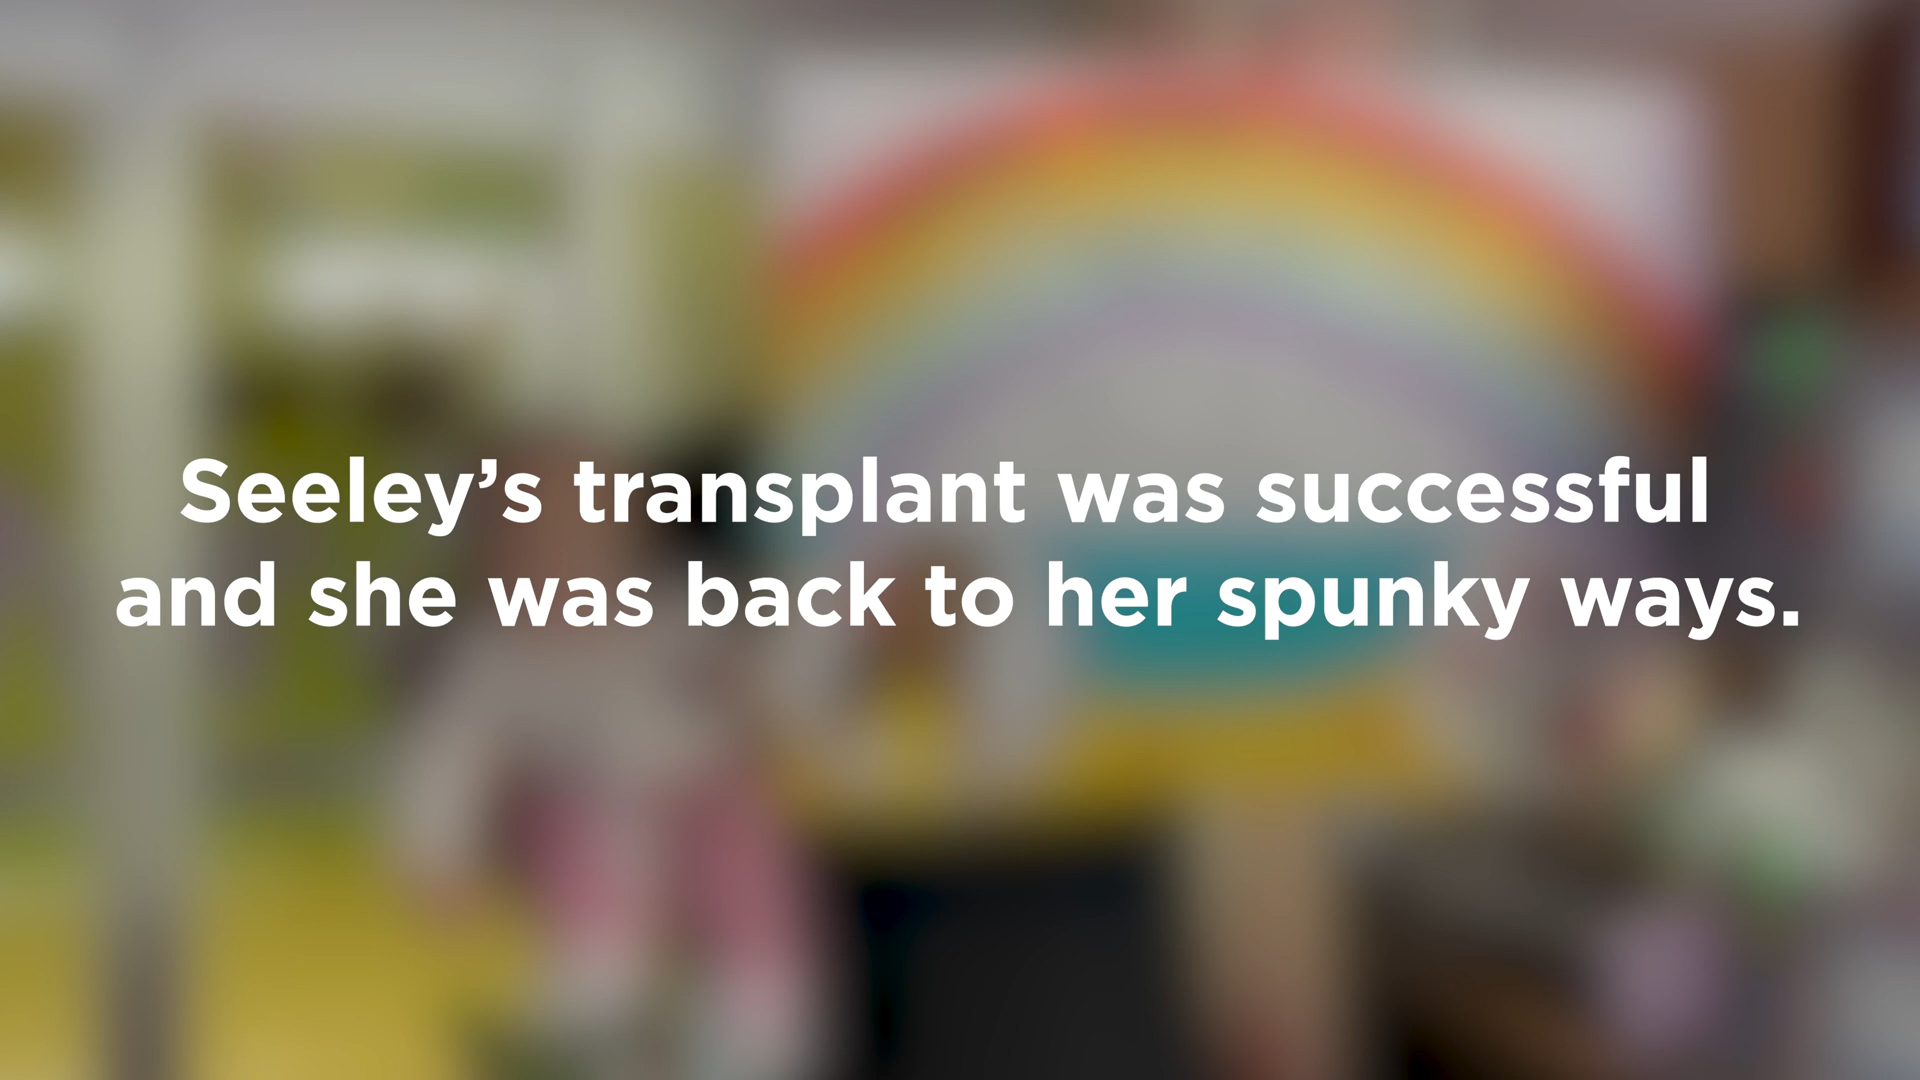 Seeley’s transplant was successful
and she was back to her spunky ways.